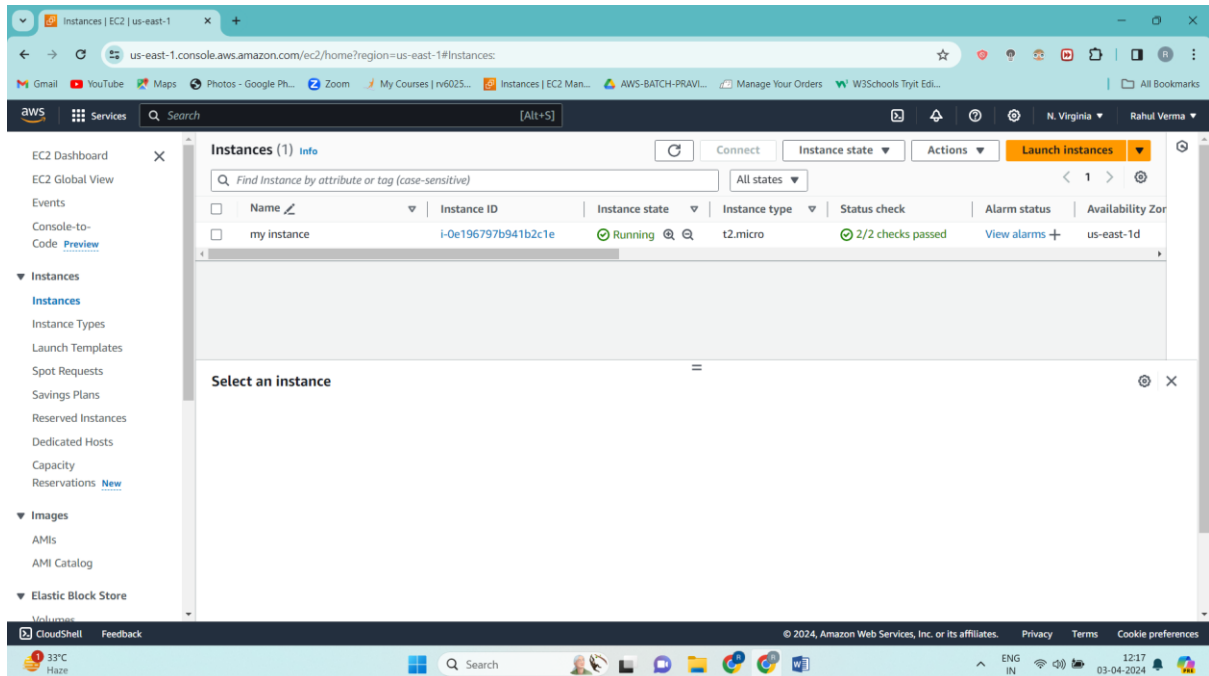 Instances | EC2 | us-east-1
us-east-1.console.aws.amazon.com/ec2/home?region=us-east-1#Instances:
R
Gmail YouTube Maps Photos - Google Ph... Zoom My Courses | rv6025... Instances | EC2 Man... AWS-BATCH-PRAVI... Manage Your Orders W³ W3Schools Tryit Edi... All Bookmarks
aws Services Search [Alt+S] N. Virginia Rahul Verma
EC2 Dashboard
EC2 Global View
Events
Console-to-
Code Preview
Instances
Instances
Instance Types
Launch Templates
Spot Requests
Savings Plans
Reserved Instances
Dedicated Hosts
Capacity
Reservations New
Images
AMIs
AMI Catalog
Elastic Block Store
Volumes
Instances (1) Info Connect Instance state Actions Launch instances
Find Instance by attribute or tag (case-sensitive) All states 1
Name Instance ID Instance state Instance type Status check Alarm status Availability Zor
my instance i-0e196797b941b2c1e Running t2.micro 2/2 checks passed View alarms + us-east-1d
Select an instance
CloudShell Feedback © 2024, Amazon Web Services, Inc. or its affiliates. Privacy Terms Cookie preferences
1 33°C
Haze
Search
ENG
IN
12:17
03-04-2024
PRE